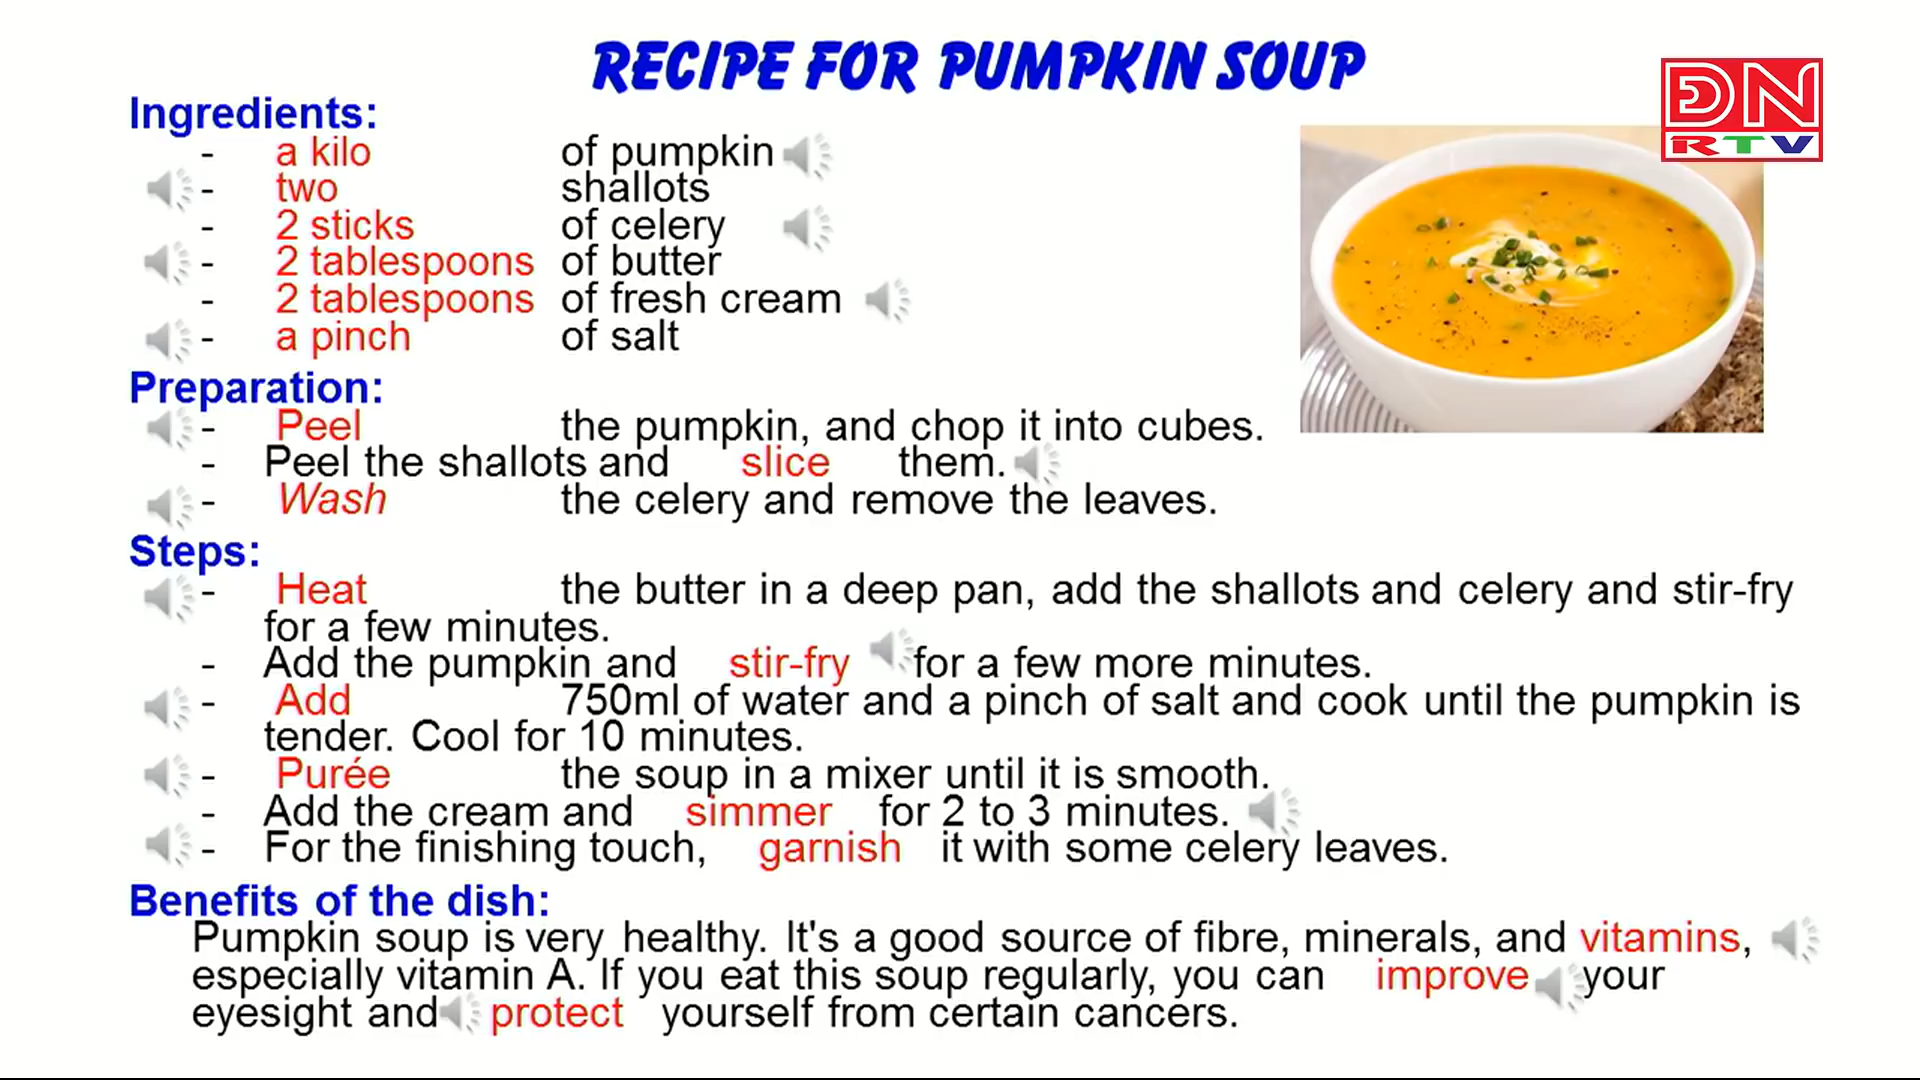 RECIPE FOR PUMPKIN SOUP
DN
RTV
Ingredients:
- a kilo of pumpkin
- two shallots
- 2 sticks of celery
- 2 tablespoons of butter
- 2 tablespoons of fresh cream
- a pinch of salt
Preparation:
- Peel the pumpkin, and chop it into cubes.
- Peel the shallots and slice them.
- Wash the celery and remove the leaves.
Steps:
- Heat the butter in a deep pan, add the shallots and celery and stir-fry
for a few minutes.
- Add the pumpkin and stir-fry for a few more minutes.
- Add 750ml of water and a pinch of salt and cook until the pumpkin is
tender. Cool for 10 minutes.
- Purée the soup in a mixer until it is smooth.
- Add the cream and simmer for 2 to 3 minutes.
- For the finishing touch, garnish it with some celery leaves.
Benefits of the dish:
Pumpkin soup is very healthy. It's a good source of fibre, minerals, and vitamins,
especially vitamin A. If you eat this soup regularly, you can improve your
eyesight and protect yourself from certain cancers.